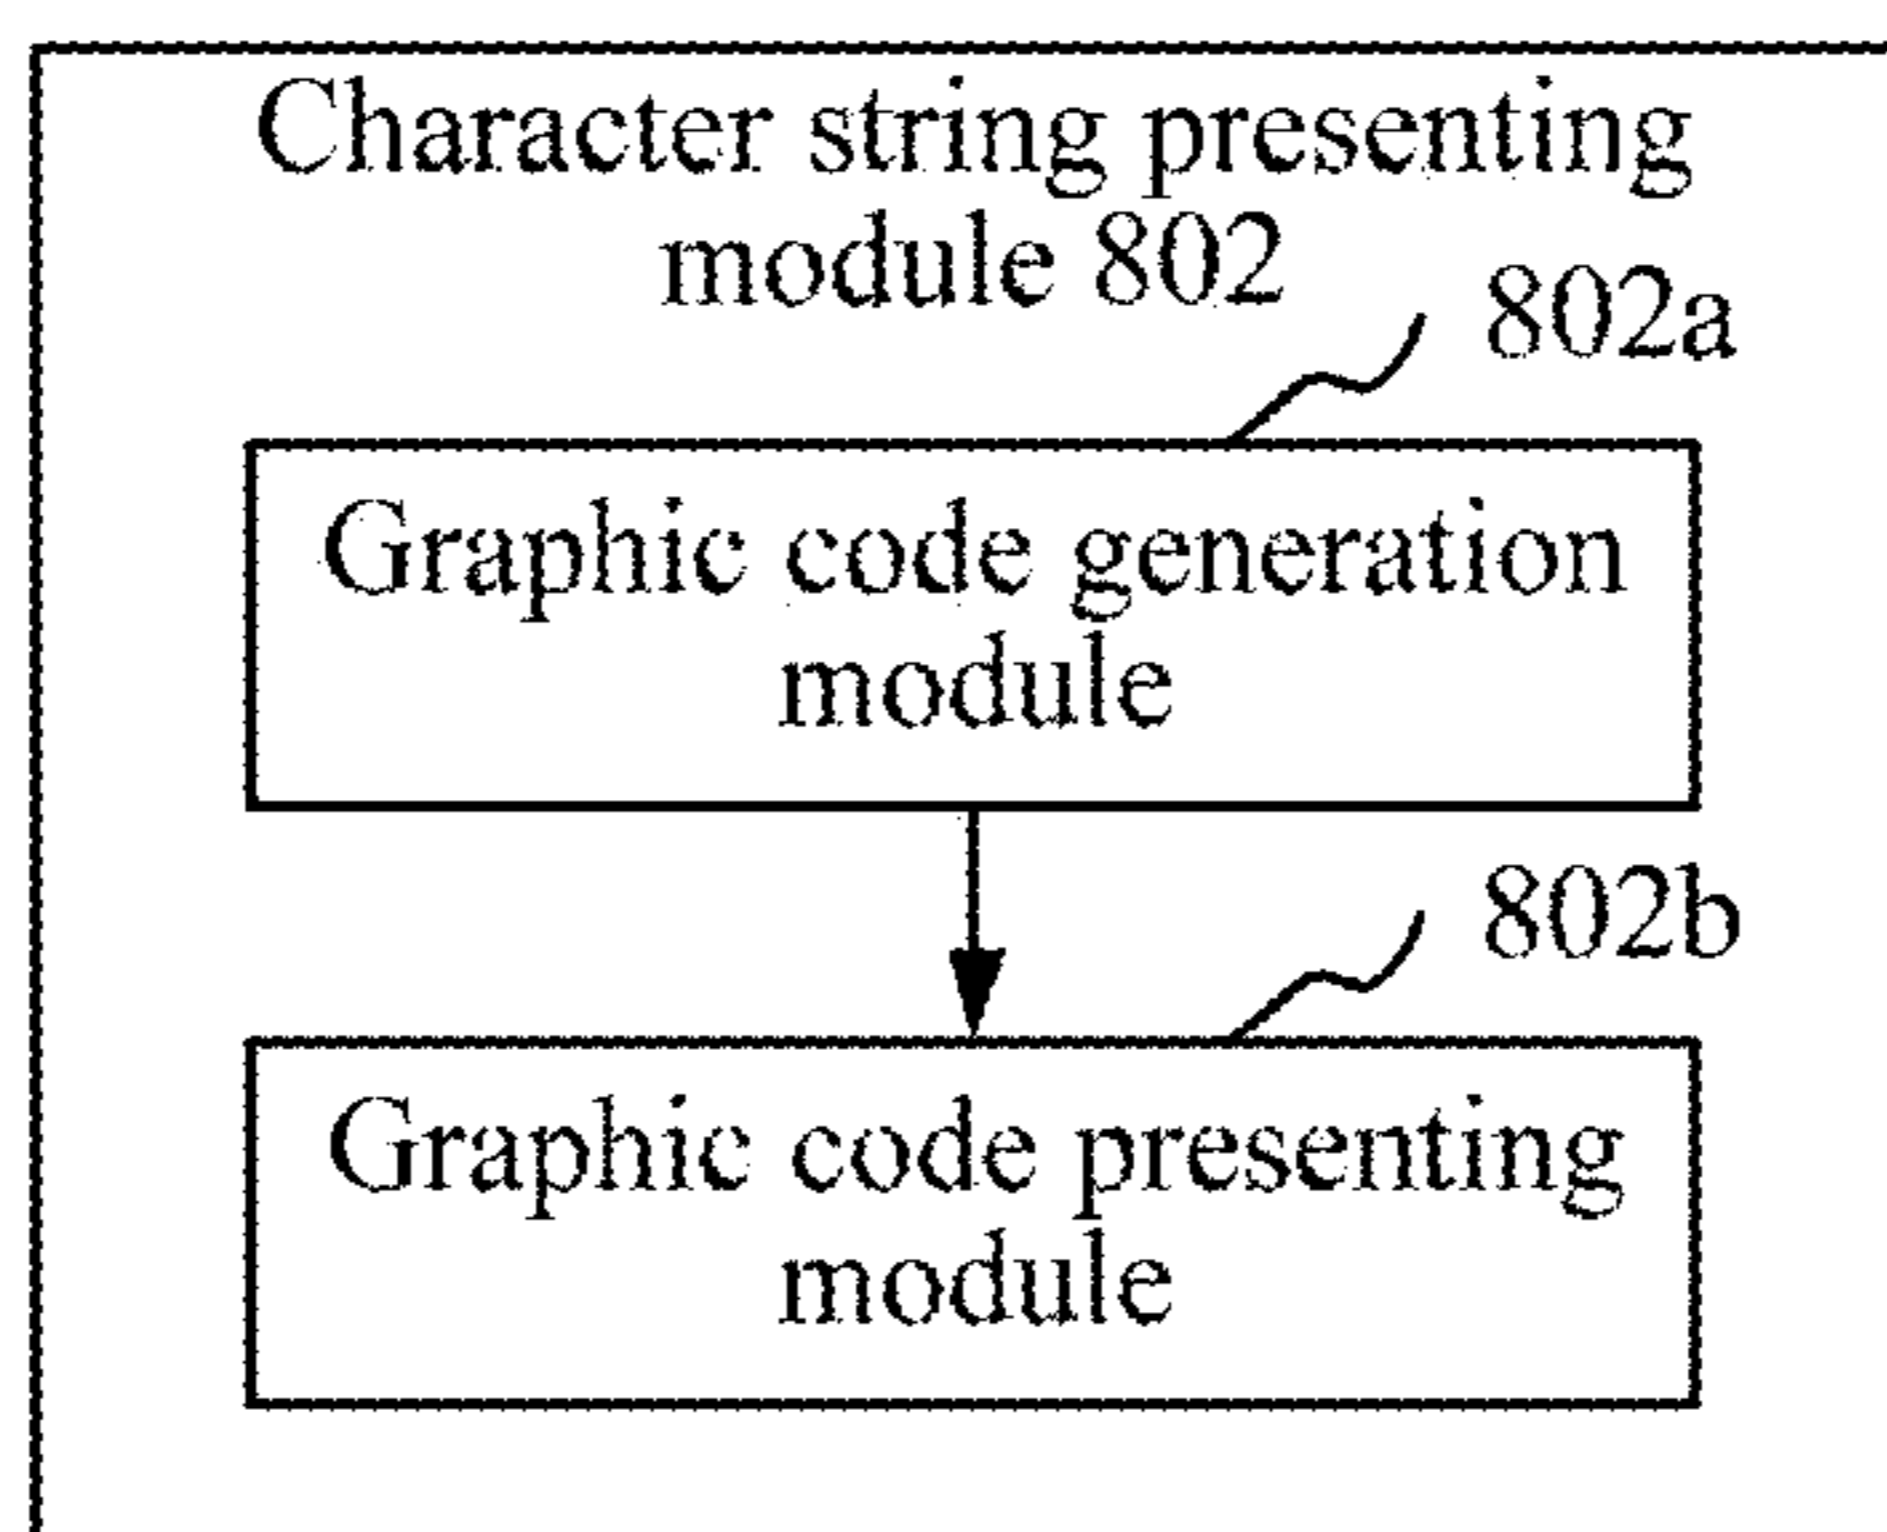 Character string presenting
module 802
802a
Graphic code generation
module
802b
Graphic code presenting
module